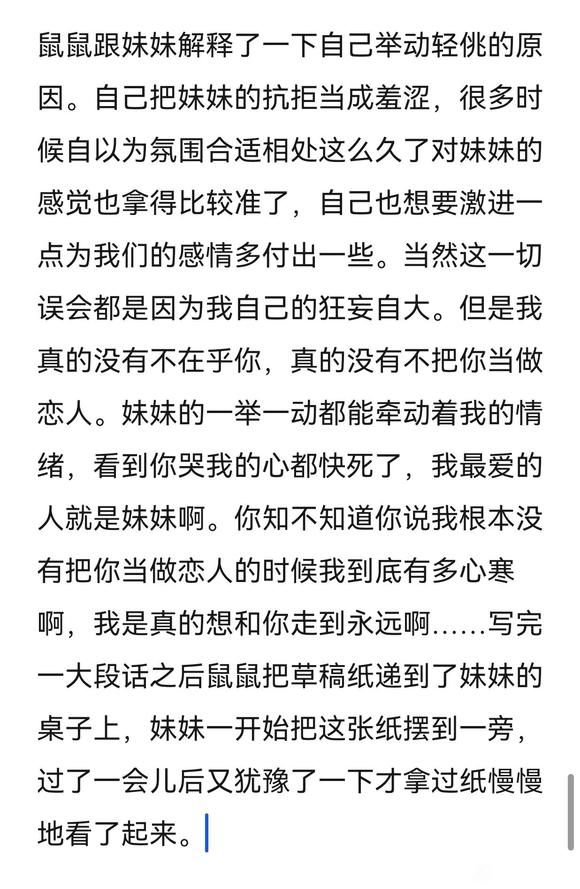 鼠鼠跟妹妹解释了一下自己举动轻佻的原
因。自己把妹妹的抗拒当成羞涩，很多时
候自以为氛围合适相处这么久了对妹妹的
感觉也拿得比较准了，自己也想要激进一
点为我们的感情多付出一些。当然这一切
误会都是因为我自己的狂妄自大。但是我
真的没有不在乎你，真的没有不把你当做
恋人。妹妹的一举一动都能牵动着我的情
绪，看到你哭我的心都快死了，我最爱的
人就是妹妹啊。你知不知道你说我根本没
有把你当做恋人的时候我到底有多心寒
啊，我是真的想和你走到永远啊……写完
一大段话之后鼠鼠把草稿纸递到了妹妹的
桌子上，妹妹一开始把这张纸摆到一旁，
过了一会儿后又犹豫了一下才拿过纸慢慢
地看了起来。